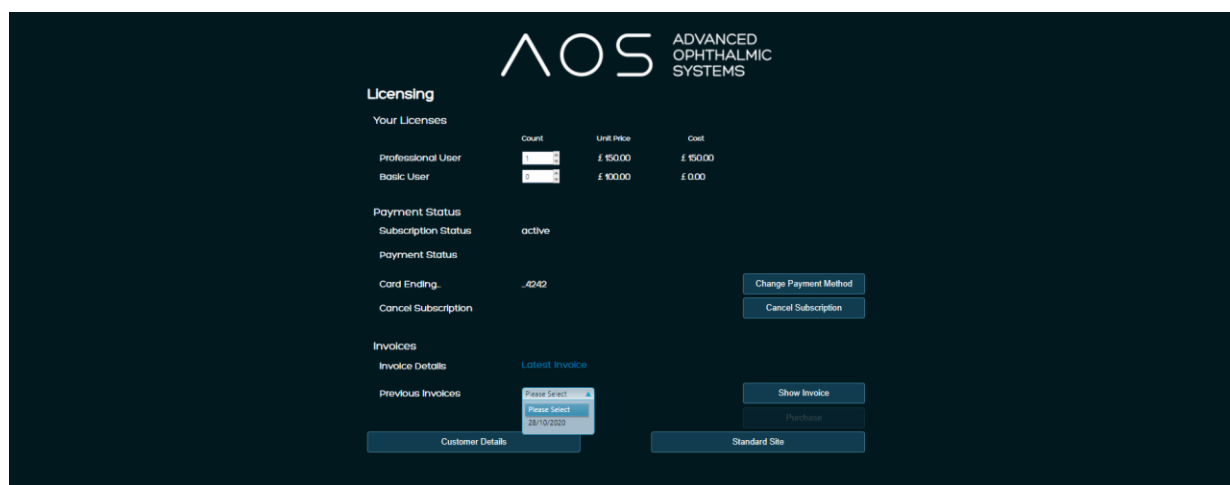 AOS
ADVANCED
OPHTHALMIC
SYSTEMS
Licensing
Your Licenses
Count Unit Price Cost
Professional User 1 £ 150.00 £ 150.00
Basic User 0 £ 100.00 £ 0.00
Payment Status
Subscription Status active
Payment Status
Card Ending.. ..4242 Change Payment Method
Cancel Subscription Cancel Subscription
Invoices
Invoice Details Latest Invoice
Previous Invoices Please Select Show Invoice
Please Select
Purchase
28/10/2020
Customer Details Standard Site